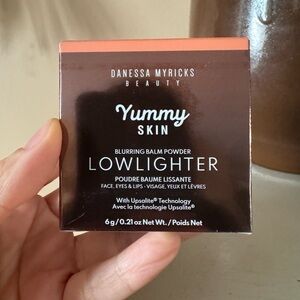 DANESSA MYRICKS
BEAUTY
Yummy
SKIN
BLURRING BALM POWDER
LOWLIGHTER
POUDRE BAUME LISSANTE
FACE, EYES & LIPS • VISAGE, YEUX ET LÈVRES
With Upsalite® Technology
Avec la technologie Upsalite®
6 g / 0.21 oz Net Wt. / Poids Net